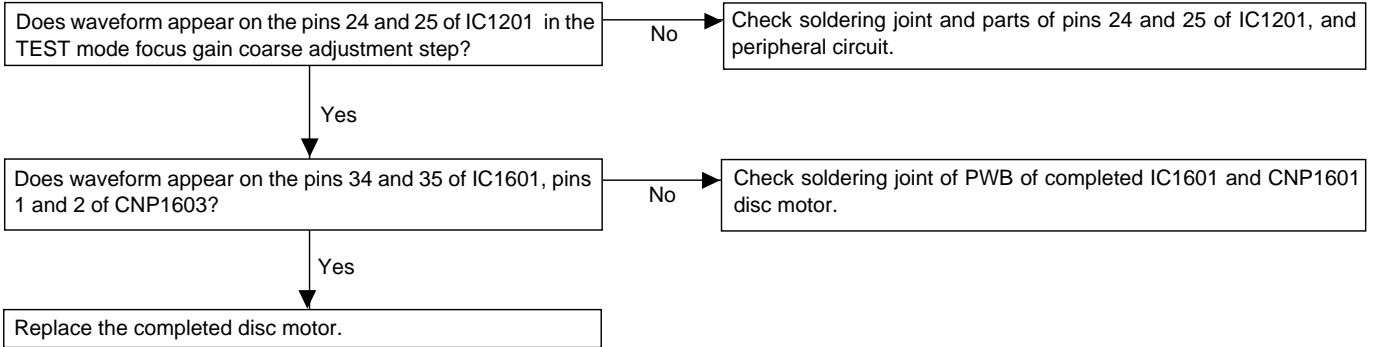 Does waveform appear on the pins 24 and 25 of IC1201 in the
TEST mode focus gain coarse adjustment step?
No
Check soldering joint and parts of pins 24 and 25 of IC1201, and
peripheral circuit.
Yes
Does waveform appear on the pins 34 and 35 of IC1601, pins
1 and 2 of CNP1603?
No
Check soldering joint of PWB of completed IC1601 and CNP1601
disc motor.
Yes
Replace the completed disc motor.